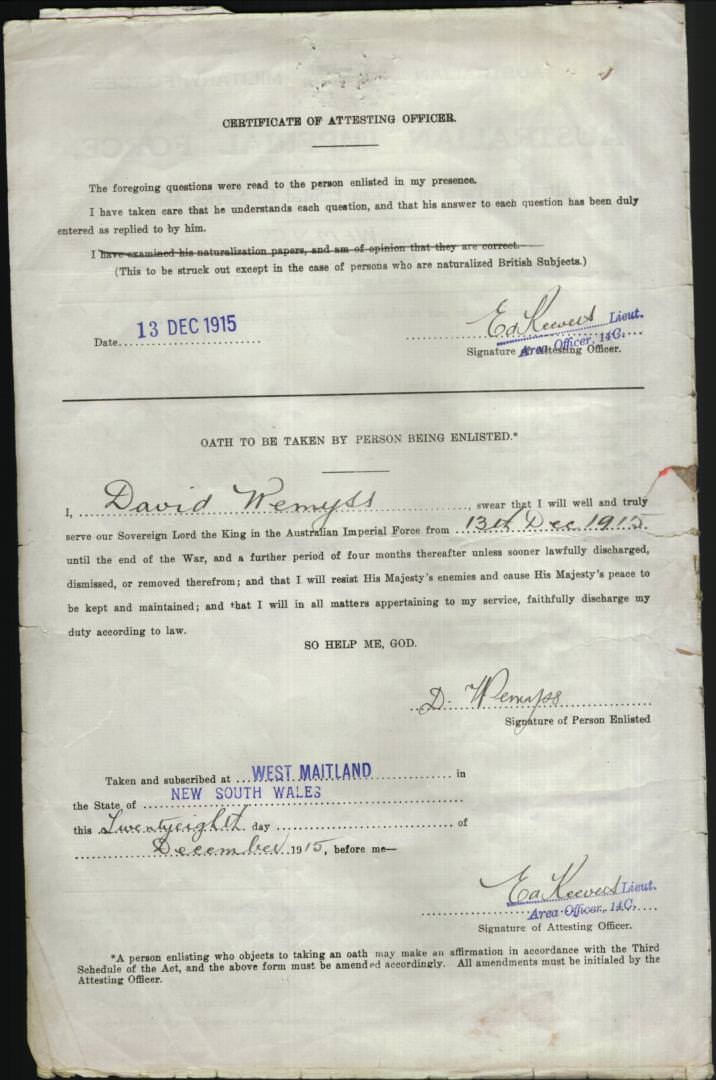 CERTIFICATE OF ATTESTING OFFICER.
The foregoing questions were read to the person enlisted in my presence.
I have taken care that he understands each question, and that his answer to each question has been duly
entered as replied to by him.
I have examined his naturalization papers, and am of opinion that they are correct.
(This to be struck out except in the case of persons who are naturalized British Subjects.)
Date 13 DEC 1915
Lieut.
Area Officer, 14C.
Signature of Attesting Officer.
OATH TO BE TAKEN BY PERSON BEING ENLISTED.*
I, David Wemyss, swear that I will well and truly
serve our Sovereign Lord the King in the Australian Imperial Force from 13th Dec 1915
until the end of the War, and a further period of four months thereafter unless sooner lawfully discharged,
dismissed, or removed therefrom; and that I will resist His Majesty's enemies and cause His Majesty's peace to
be kept and maintained; and that I will in all matters appertaining to my service, faithfully discharge my
duty according to law.
SO HELP ME, GOD.
D. Wemyss
Signature of Person Enlisted
Taken and subscribed at WEST MAITLAND in
the State of NEW SOUTH WALES
this Twentyeight day of
December 1915, before me—
Lieut.
Area Officer, 14C.
Signature of Attesting Officer.
*A person enlisting who objects to taking an oath may make an affirmation in accordance with the Third
Schedule of the Act, and the above form must be amended accordingly. All amendments must be initialed by the
Attesting Officer.